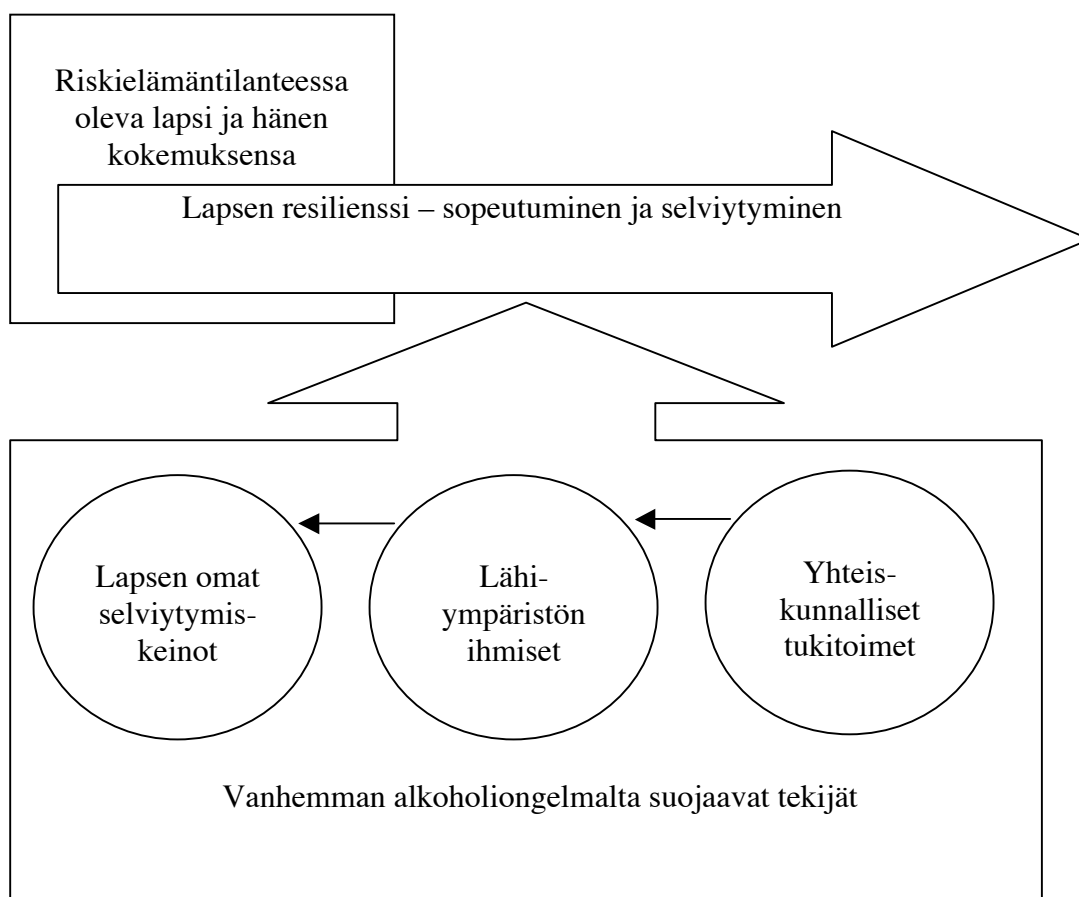 Riskielämäntilanteessa
oleva lapsi ja hänen
kokemuksensa
Lapsen resilienssi – sopeutuminen ja selviytyminen
Lapsen omat
selviytymis-
keinot
Lähi-
ympäristön
ihmiset
Yhteis-
kunnalliset
tukitoimet
Vanhemman alkoholiongelmalta suojaavat tekijät